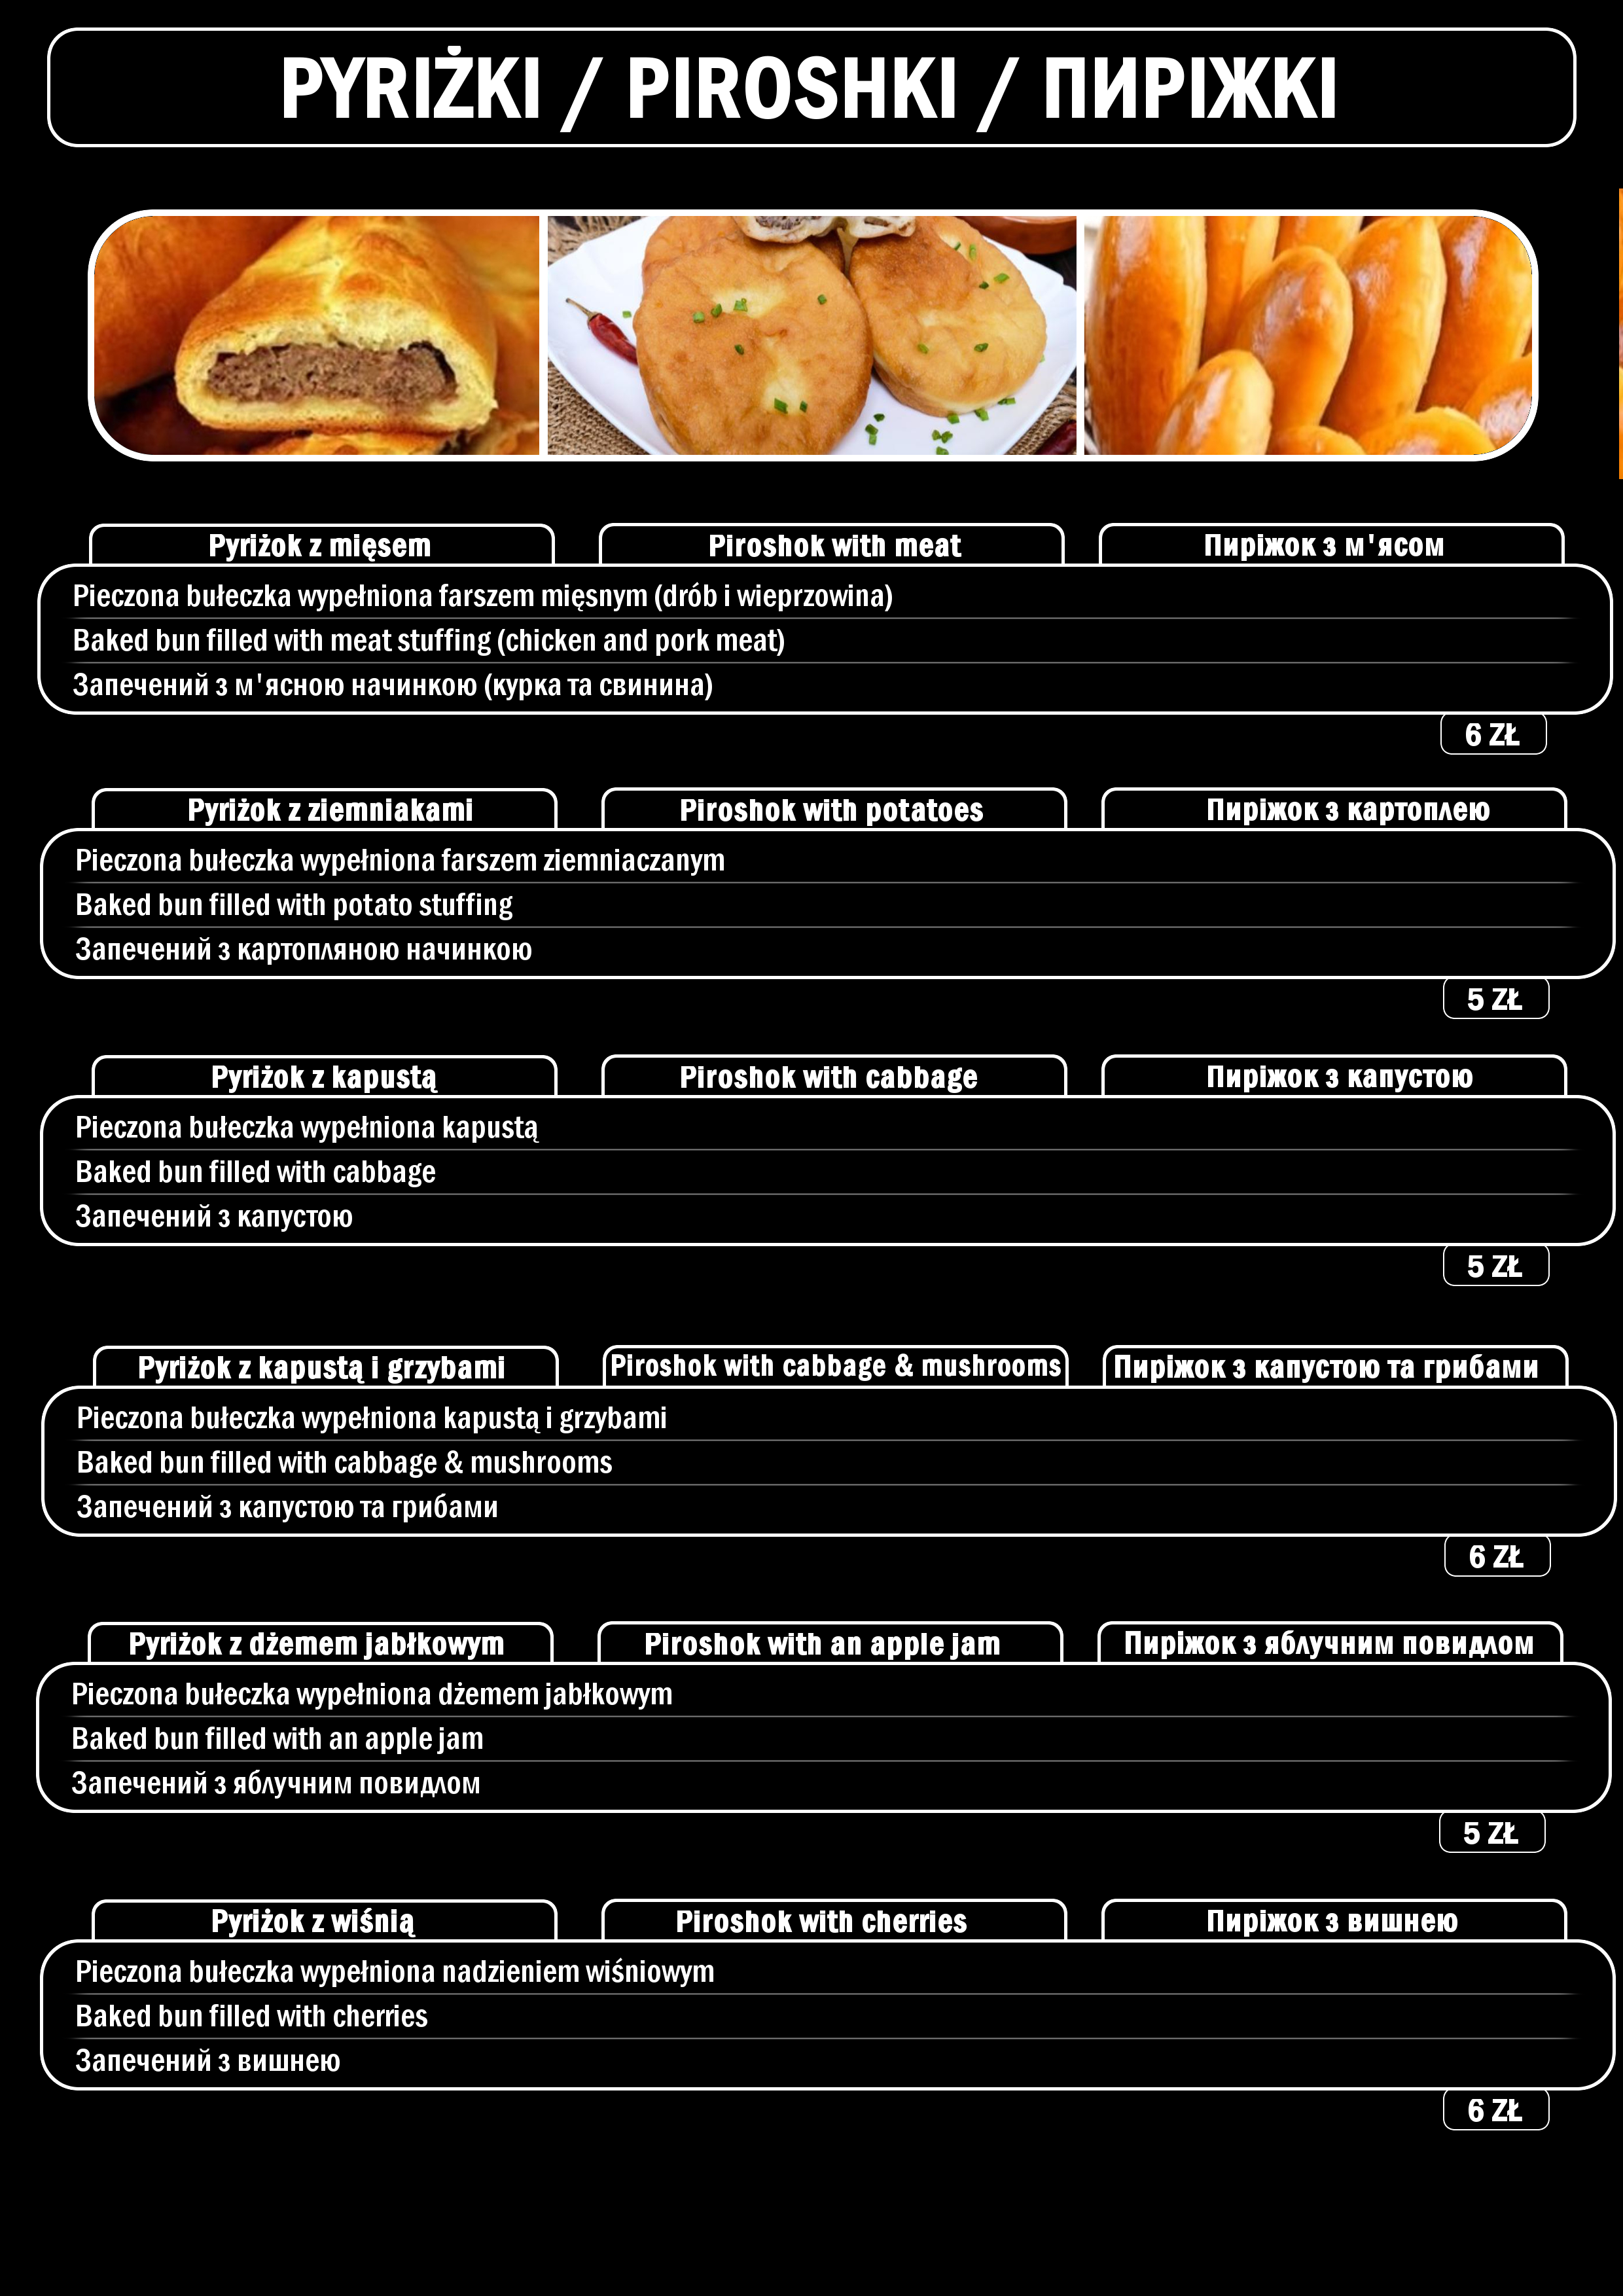 PYRIŻKI / PIROSHKI / ПИРІЖКІ
Pyriżok z mięsem
Piroshok with meat
Пиріжок з м'ясом
Pieczona bułeczka wypełniona farszem mięsnym (drób i wieprzowina)
Baked bun filled with meat stuffing (chicken and pork meat)
Запечений з м'ясною начинкою (курка та свинина)
6 ZŁ
Pyriżok z ziemniakami
Piroshok with potatoes
Пиріжок з картоплею
Pieczona bułeczka wypełniona farszem ziemniaczanym
Baked bun filled with potato stuffing
Запечений з картопляною начинкою
5 ZŁ
Pyriżok z kapustą
Piroshok with cabbage
Пиріжок з капустою
Pieczona bułeczka wypełniona kapustą
Baked bun filled with cabbage
Запечений з капустою
5 ZŁ
Pyriżok z kapustą i grzybami
Piroshok with cabbage & mushrooms
Пиріжок з капустою та грибами
Pieczona bułeczka wypełniona kapustą i grzybami
Baked bun filled with cabbage & mushrooms
Запечений з капустою та грибами
6 ZŁ
Pyriżok z dżemem jabłkowym
Piroshok with an apple jam
Пиріжок з яблучним повидлом
Pieczona bułeczka wypełniona dżemem jabłkowym
Baked bun filled with an apple jam
Запечений з яблучним повидлом
5 ZŁ
Pyriżok z wiśnią
Piroshok with cherries
Пиріжок з вишнею
Pieczona bułeczka wypełniona nadzieniem wiśniowym
Baked bun filled with cherries
Запечений з вишнею
6 ZŁ